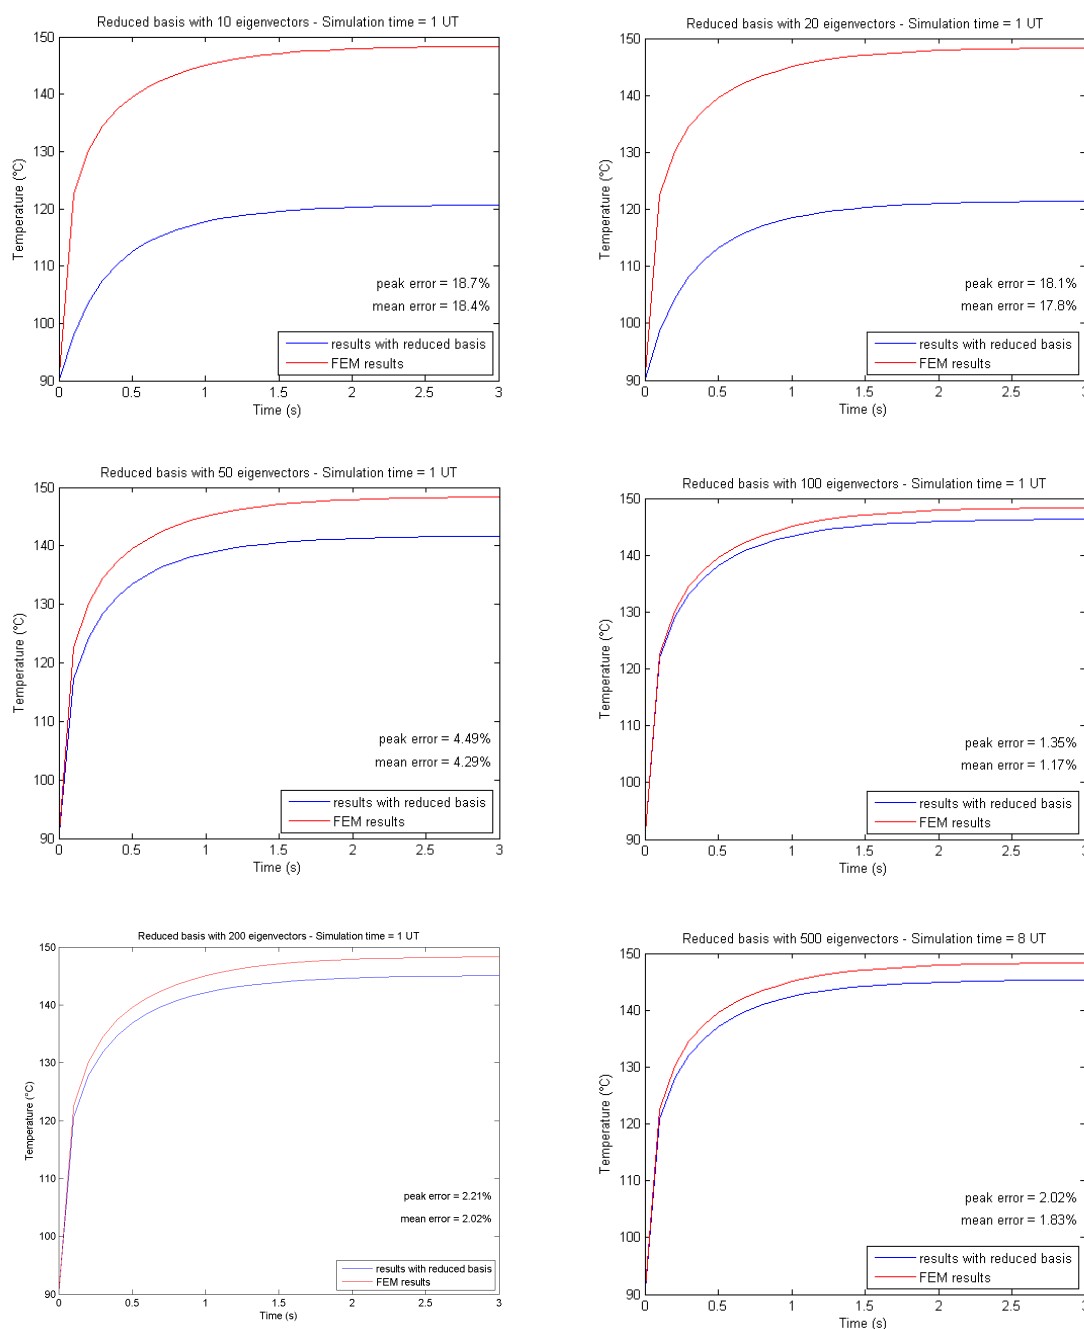 Reduced basis with 10 eigenvectors - Simulation time = 1 UT
150
140
130
120
110
100
90
Temperature (°C)
peak error = 18.7%
mean error = 18.4%
results with reduced basis
FEM results
0 0.5 1 1.5 2 2.5 3
Time (s)
Reduced basis with 20 eigenvectors - Simulation time = 1 UT
150
140
130
120
110
100
90
Temperature (°C)
peak error = 18.1%
mean error = 17.8%
results with reduced basis
FEM results
0 0.5 1 1.5 2 2.5 3
Time (s)
Reduced basis with 50 eigenvectors - Simulation time = 1 UT
150
140
130
120
110
100
90
Temperature (°C)
peak error = 4.49%
mean error = 4.29%
results with reduced basis
FEM results
0 0.5 1 1.5 2 2.5 3
Time (s)
Reduced basis with 100 eigenvectors - Simulation time = 1 UT
150
140
130
120
110
100
90
Temperature (°C)
peak error = 1.35%
mean error = 1.17%
results with reduced basis
FEM results
0 0.5 1 1.5 2 2.5 3
Time (s)
Reduced basis with 200 eigenvectors - Simulation time = 1 UT
150
140
130
120
110
100
90
Temperature (°C)
peak error = 2.21%
mean error = 2.02%
results with reduced basis
FEM results
0 0.5 1 1.5 2 2.5 3
Time (s)
Reduced basis with 500 eigenvectors - Simulation time = 8 UT
150
140
130
120
110
100
90
Temperature (°C)
peak error = 2.02%
mean error = 1.83%
results with reduced basis
FEM results
0 0.5 1 1.5 2 2.5 3
Time (s)